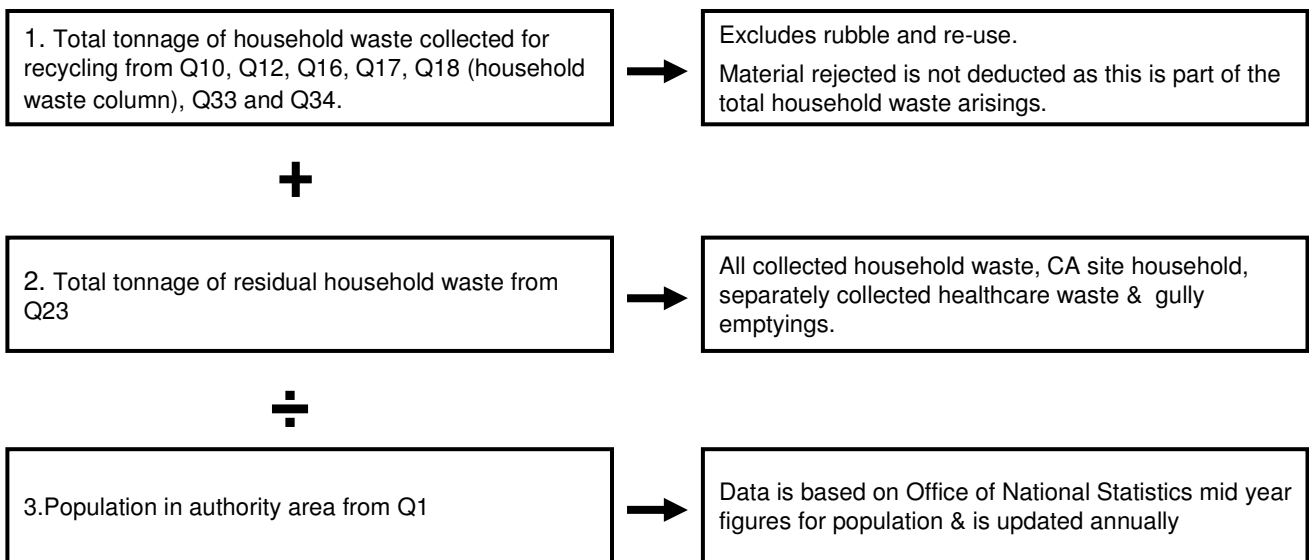 1. Total tonnage of household waste collected for
recycling from Q10, Q12, Q16, Q17, Q18 (household
waste column), Q33 and Q34.
Excludes rubble and re-use.
Material rejected is not deducted as this is part of the
total household waste arisings.
+
2. Total tonnage of residual household waste from
Q23
All collected household waste, CA site household,
separately collected healthcare waste & gully
emptyings.
÷
3.Population in authority area from Q1
Data is based on Office of National Statistics mid year
figures for population & is updated annually